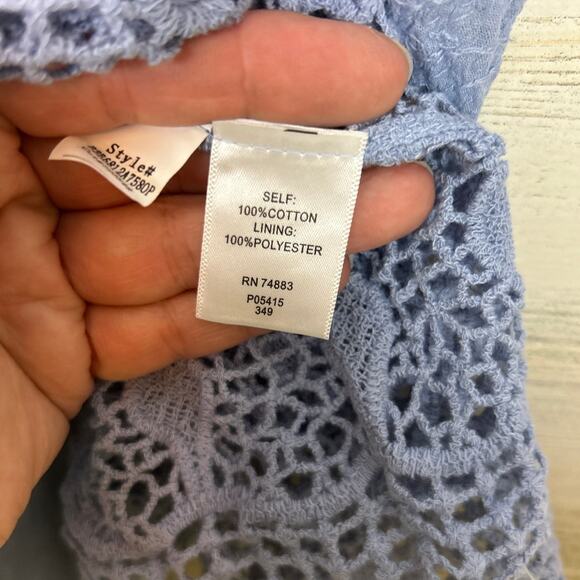 Style#
SELF:
100%COTTON
LINING:
100%POLYESTER
RN 74883
P05415
349